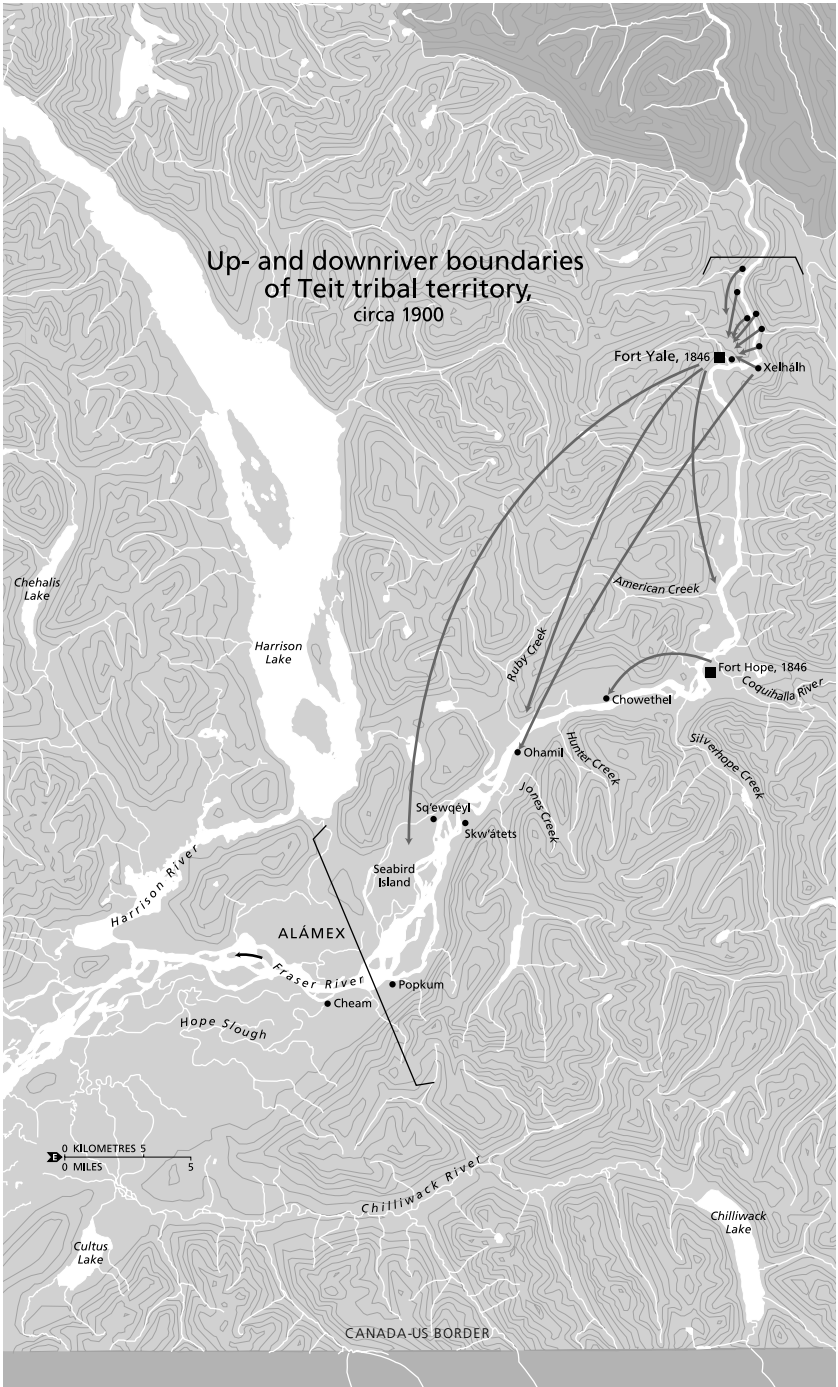 Up- and downriver boundaries
of Teit tribal territory,
circa 1900
Fort Yale, 1846
Xelhálh
Chehalis
Lake
American Creek
Harrison
Lake
Ruby Creek
Fort Hope, 1846
Coquihalla River
Chowethel
Ohamil
Hunter Creek
Silverhope Creek
Jones Creek
Sq'ewqéyl
Skw'átets
Harrison River
Seabird
Island
ALÁMEX
Fraser River
Popkum
Cheam
Hope Slough
0 KILOMETRES 5
E
0 MILES 5
Chilliwack River
Chilliwack
Lake
Cultus
Lake
CANADA-US BORDER